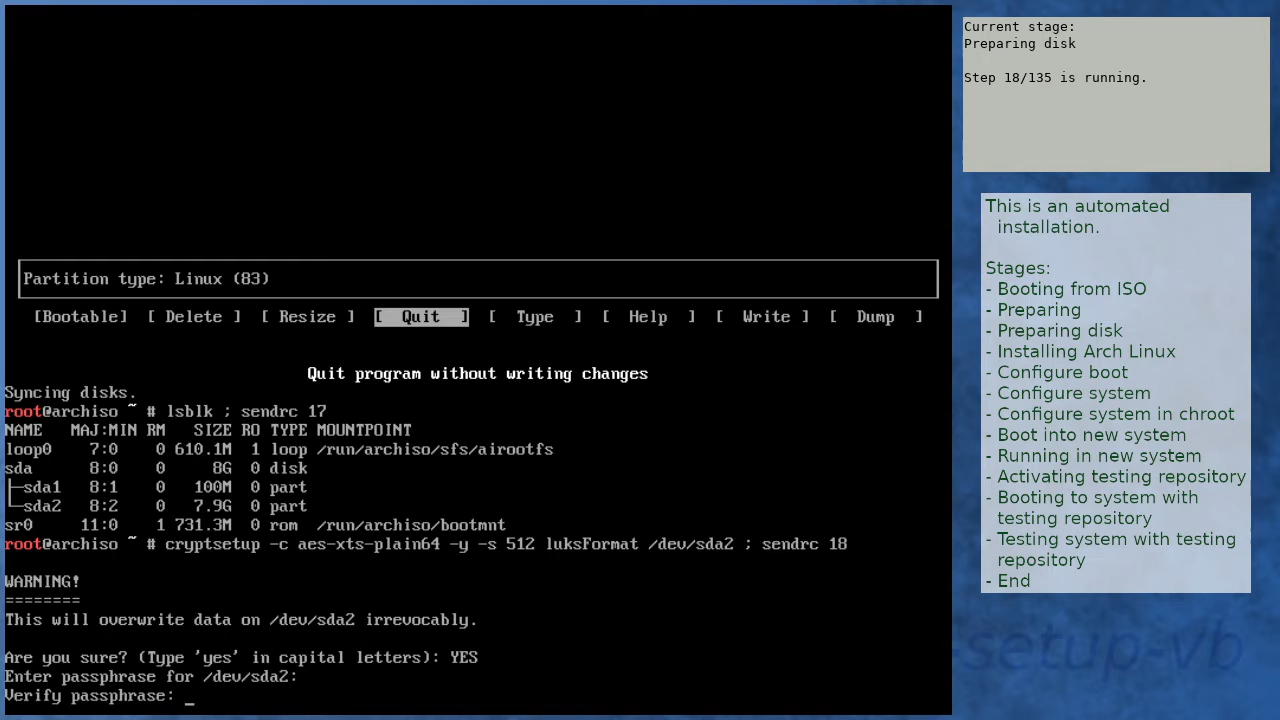 Partition type: Linux (83)
[Bootable] [ Delete ] [ Resize ] [ Quit ] [ Type ] [ Help ] [ Write ] [ Dump ]
Quit program without writing changes
Syncing disks.
root@archiso ~ # lsblk ; sendrc 17
NAME MAJ:MIN RM SIZE RO TYPE MOUNTPOINT
loop0 7:0 0 610.1M 1 loop /run/archiso/sfs/airootfs
sda 8:0 0 8G 0 disk
├─sda1 8:1 0 100M 0 part
└─sda2 8:2 0 7.9G 0 part
sr0 11:0 1 731.3M 0 rom /run/archiso/bootmnt
root@archiso ~ # cryptsetup -c aes-xts-plain64 -y -s 512 luksFormat /dev/sda2 ; sendrc 18
WARNING!
========
This will overwrite data on /dev/sda2 irrevocably.
Are you sure? (Type 'yes' in capital letters): YES
Enter passphrase for /dev/sda2:
Verify passphrase: _
Current stage:
Preparing disk
Step 18/135 is running.
This is an automated
installation.
Stages:
- Booting from ISO
- Preparing
- Preparing disk
- Installing Arch Linux
- Configure boot
- Configure system
- Configure system in chroot
- Boot into new system
- Running in new system
- Activating testing repository
- Booting to system with
testing repository
- Testing system with testing
repository
- End
-setup-vb